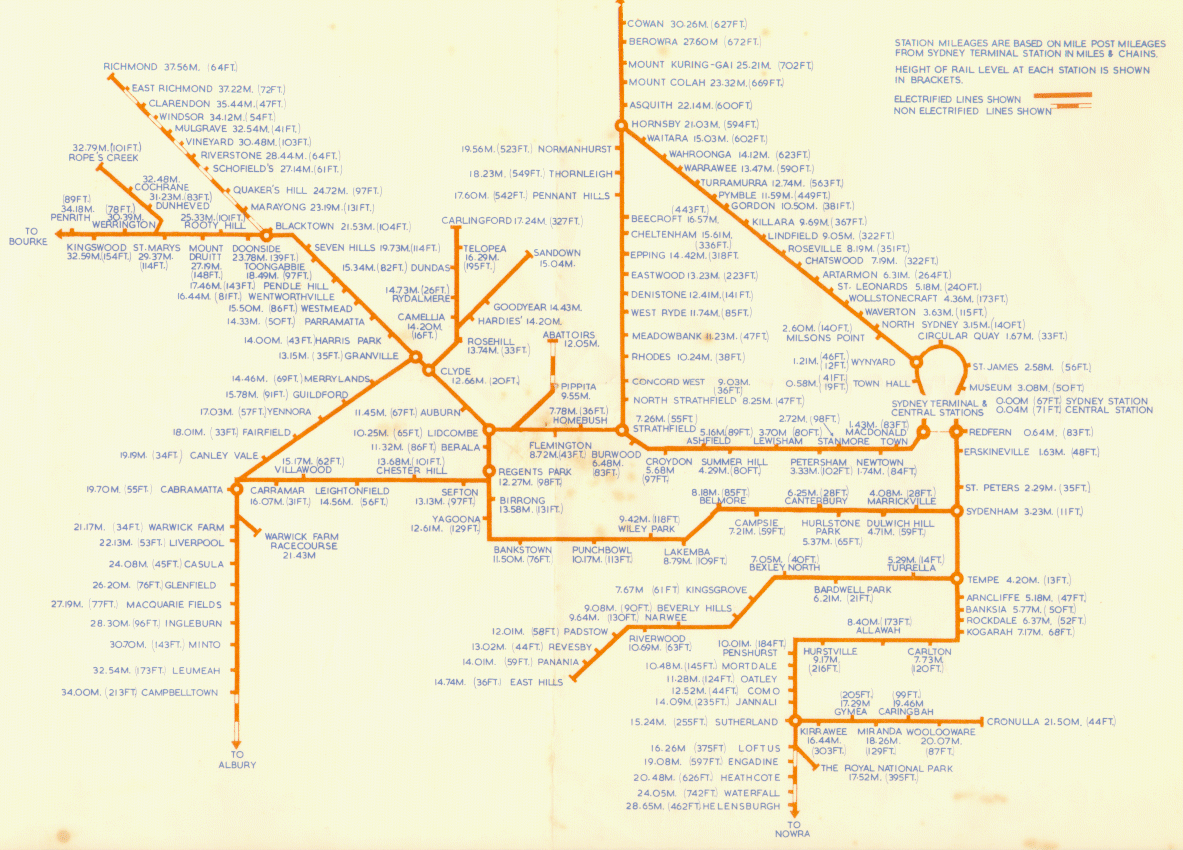 COWAN 30.26M. (627FT.)
BEROWRA 27.60M (672FT.)
MOUNT KURING-GAI 25.21M. (702FT.)
MOUNT COLAH 23.32M.(669FT.)
ASQUITH 22.14M.(600FT.)
HORNSBY 21.03M. (594FT.)
STATION MILEAGES ARE BASED ON MILE POST MILEAGES
FROM SYDNEY TERMINAL STATION IN MILES & CHAINS.
HEIGHT OF RAIL LEVEL AT EACH STATION IS SHOWN
IN BRACKETS.
ELECTRIFIED LINES SHOWN
NON ELECTRIFIED LINES SHOWN
RICHMOND 37.56M. (64FT.)
EAST RICHMOND 37.22M. (72FT.)
CLARENDON 35.44M.(47FT.)
WINDSOR 34.12M.(54FT.)
MULGRAVE 32.54M.(41FT.)
VINEYARD 30.48M.(103FT.)
RIVERSTONE 28.44M.(64FT.)
SCHOFIELD'S 27.14M.(61FT.)
QUAKER'S HILL 24.72M. (97FT.)
MARAYONG 23.19M.(131FT.)
BLACKTOWN 21.53M.(104FT.)
32.79M.(101FT.)
ROPE'S CREEK
32.48M.
COCHRANE
31.23M.(83FT.)
DUNHEVED
(89FT.)
34.18M.
PENRITH
(78FT.)
30.39M.
WERRINGTON
25.33M.(101FT.)
ROOTY HILL
TO
BOURKE
KINGSWOOD
32.59M.(154FT.)
ST.MARYS
29.37M.
(114FT.)
MOUNT
DRUITT
27.19M.
(148FT.)
DOONSIDE
23.78M.(139FT.)
TOONGABBIE
18.49M.(97FT.)
17.46M.(143FT.) PENDLE HILL
16.44M. (81FT.) WENTWORTHVILLE
15.50M. (86FT.) WESTMEAD
14.33M. (50FT.) PARRAMATTA
14.00M. (43FT.) HARRIS PARK
13.15M. (35FT.) GRANVILLE
SEVEN HILLS 19.73M.(114FT.)
CARLINGFORD 17.24M.(327FT.)
TELOPEA
16.29M.
(195FT.)
15.34M.(82FT.) DUNDAS
14.73M.(26FT.)
RYDALMERE
CAMELLIA
14.20M.
(16FT.)
SANDOWN
15.04M.
GOODYEAR 14.43M.
HARDIES' 14.20M.
ROSEHILL
13.74M. (33FT.)
CLYDE
12.66M.(20FT.)
ABATTOIRS
12.05M.
PIPPITA
9.55M.
7.78M.(36FT.)
HOMEBUSH
19.56M. (523FT.) NORMANHURST
18.23M. (549FT.) THORNLEIGH
17.60M. (542FT.) PENNANT HILLS
(443FT.)
BEECROFT 16.57M.
CHELTENHAM 15.61M.
(336FT.)
EPPING 14.42M.(318FT.)
EASTWOOD 13.23M.(223FT.)
DENISTONE 12.41M.(141FT.)
WEST RYDE 11.74M.(85FT.)
MEADOWBANK 11.23M.(47FT.)
RHODES 10.24M. (38FT.)
CONCORD WEST 9.03M.
(36FT.)
NORTH STRATHFIELD 8.25M.(47FT.)
7.26M.(55FT.)
STRATHFIELD
WAITARA 15.03M.(602FT.)
WAHROONGA 14.12M. (623FT.)
WARRAWEE 13.47M.(590FT.)
TURRAMURRA 12.74M.(563FT.)
PYMBLE 11.59M.(449FT.)
GORDON 10.50M.(381FT.)
KILLARA 9.69M.(367FT.)
LINDFIELD 9.05M. (322FT.)
ROSEVILLE 8.19M.(351FT.)
CHATSWOOD 7.19M. (322FT.)
ARTARMON 6.31M.(264FT.)
ST. LEONARDS 5.18M.(240FT.)
WOLLSTONECRAFT 4.36M.(173FT.)
WAVERTON 3.63M.(115FT.)
NORTH SYDNEY 3.15M.(140FT.)
CIRCULAR QUAY 1.67M. (33FT.)
2.60M. (140FT.)
MILSONS POINT
1.21M. (46FT.)
(12FT.) WYNYARD
0.58M. (41FT.)
(19FT.) TOWN HALL
ST. JAMES 2.58M. (56FT.)
MUSEUM 3.08M.(50FT.)
SYDNEY TERMINAL &
CENTRAL STATIONS
0.00M (67FT.) SYDNEY STATION
0.04M (71FT.) CENTRAL STATION
REDFERN 0.64M. (83FT.)
ERSKINEVILLE 1.63M. (48FT.)
ST. PETERS 2.29M.(35FT.)
SYDENHAM 3.23M.(11FT.)
1.43M.(83FT.)
MACDONALD
TOWN
2.72M.(98FT.)
STANMORE
3.70M.(80FT.)
LEWISHAM
5.16M(89FT.)
ASHFIELD
BURWOOD
6.48M.
83FT.)
CROYDON
5.68M
(97FT.)
SUMMER HILL
4.29M.(80FT.)
PETERSHAM
3.33M.(102FT.)
NEWTOWN
1.74M. (84FT.)
FLEMINGTON
8.72M.(43FT.)
14.46M. (69FT.) MERRYLANDS
15.78M. (91FT.) GUILDFORD
17.03M. (57FT.)YENNORA
18.01M. (33FT.) FAIRFIELD
19.19M. (34FT.) CANLEY VALE
19.70M. (55FT.) CABRAMATTA
11.45M. (67FT.) AUBURN
10.25M. (65FT.) LIDCOMBE
11.32M. (86FT.) BERALA
REGENTS PARK
12.27M. (98FT.)
15.17M. (62FT.)
VILLAWOOD
13.68M.(101FT.)
CHESTER HILL
CARRAMAR
16.07M.(31FT.)
LEIGHTONFIELD
14.56M. (56FT.)
SEFTON
13.13M.(97FT.)
BIRRONG
13.58M.(131FT.)
YAGOONA
12.61M. (129FT.)
BANKSTOWN
11.50M.(76FT.)
PUNCHBOWL
10.17M.(113FT.)
9.42M.(118FT.)
WILEY PARK
LAKEMBA
8.79M.(109FT.)
8.18M.(85FT.)
BELMORE
6.25M.(28FT.)
CANTERBURY
4.08M.(28FT.)
MARRICKVILLE
CAMPSIE
7.21M.(59FT.)
HURLSTONE
PARK
5.37M.(65FT.)
DULWICH HILL
4.71M.(59FT.)
21.17M. (34FT.) WARWICK FARM
22.13M. (53FT.) LIVERPOOL
24.08M. (45FT.) CASULA
26.20M. (76FT.)GLENFIELD
27.19M. (77FT.) MACQUARIE FIELDS
28.30M. (96FT.) INGLEBURN
30.70M. (143FT.) MINTO
32.54M.(173FT.) LEUMEAH
34.00M. (213FT) CAMPBELLTOWN
TO
ALBURY
WARWICK FARM
RACECOURSE
21.43M
7.05M. (40FT.)
BEXLEY NORTH
5.29M.(14FT.)
TURRELLA
TEMPE 4.20M.(13FT.)
BARDWELL PARK
6.21M. (21FT.)
7.67M (61FT.) KINGSGROVE
9.08M. (90FT.) BEVERLY HILLS
9.64M. (130FT.) NARWEE
12.01M. (58FT.) PADSTOW
13.02M. (44FT.) REVESBY
14.01M. (59FT.) PANANIA
14.74M. (36FT.) EAST HILLS
RIVERWOOD
10.69M.(63FT.)
ARNCLIFFE 5.18M.(47FT.)
BANKSIA 5.77M.(50FT.)
ROCKDALE 6.37M.(52FT.)
KOGARAH 7.17M. 68FT.)
8.40M.(173FT.)
ALLAWAH
CARLTON
7.73M.
(120FT.)
HURSTVILLE
9.17M.
(216FT.)
10.01M. (184FT.)
PENSHURST
10.48M.(145FT.) MORTDALE
11.28M.(124FT.) OATLEY
12.52M.(44FT.) COMO
14.09M.(235FT.) JANNALI
15.24M. (255FT.) SUTHERLAND
(205FT.)
17.29M
GYMEA
(99FT.)
19.46M
CARINGBAH
CRONULLA 21.50M. (44FT.)
KIRRAWEE
16.44M.
(303FT.)
MIRANDA
18.26M.
(129FT.)
WOOLOOWARE
20.07M.
(87FT.)
16.26M (375FT) LOFTUS
19.08M. (597FT.) ENGADINE
20.48M. (626FT.) HEATHCOTE
24.05M. (742FT.) WATERFALL
28.65M. (462FT.)HELENSBURGH
THE ROYAL NATIONAL PARK
17.52M. (395FT.)
TO
NOWRA